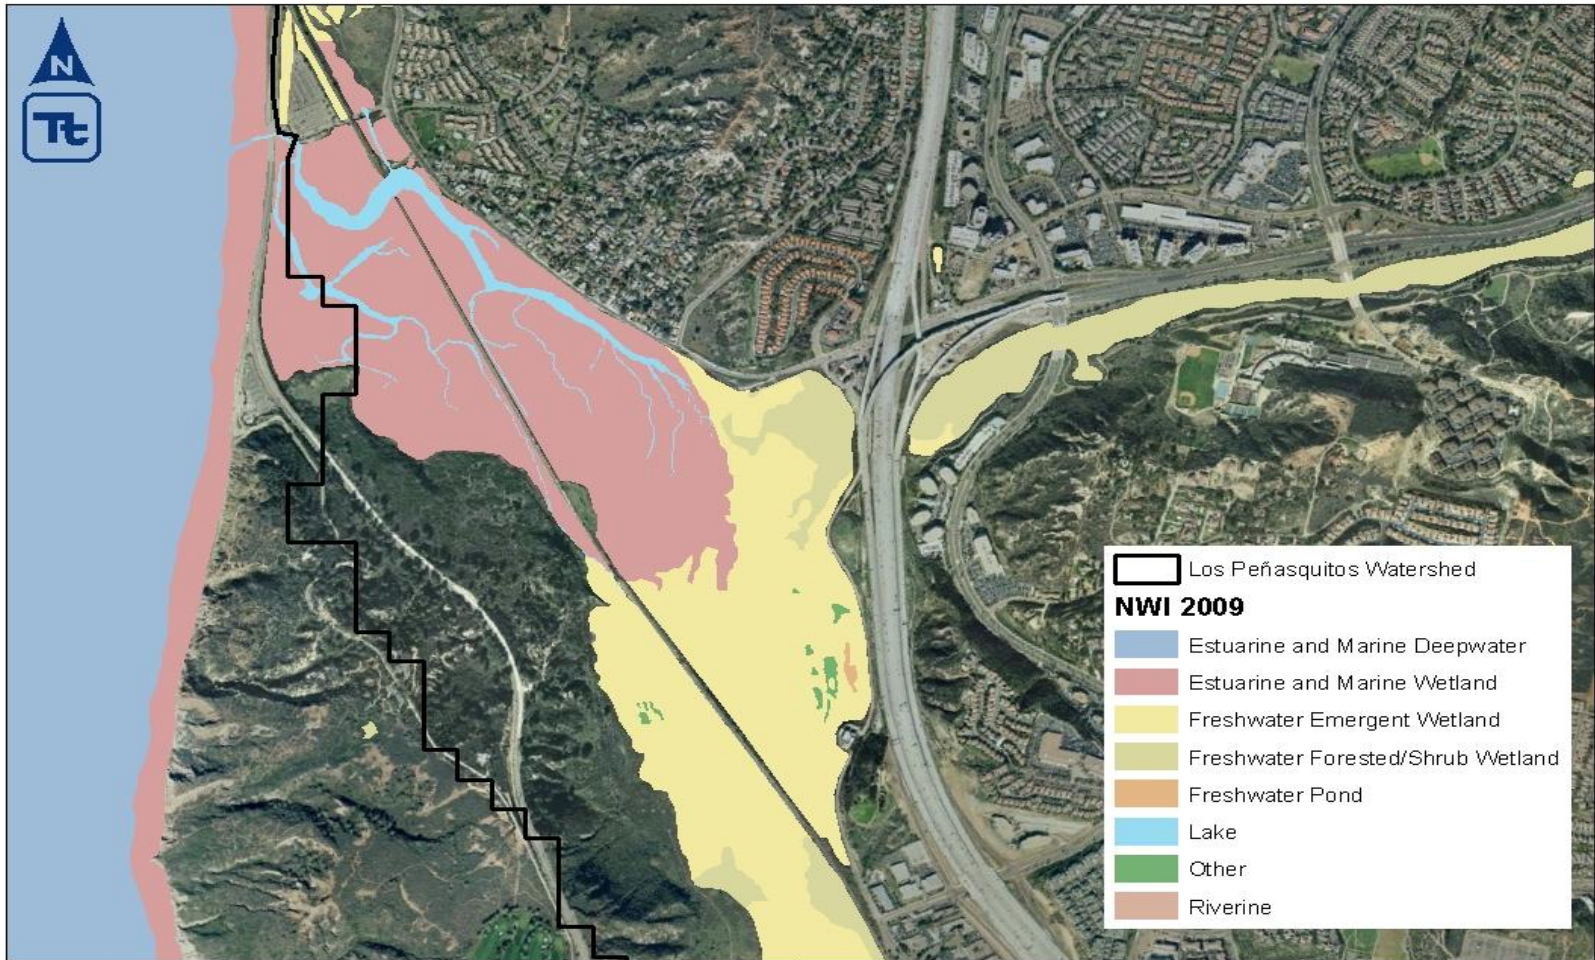 N
Tt
Los Peñasquitos Watershed
NWI 2009
Estuarine and Marine Deepwater
Estuarine and Marine Wetland
Freshwater Emergent Wetland
Freshwater Forested/Shrub Wetland
Freshwater Pond
Lake
Other
Riverine